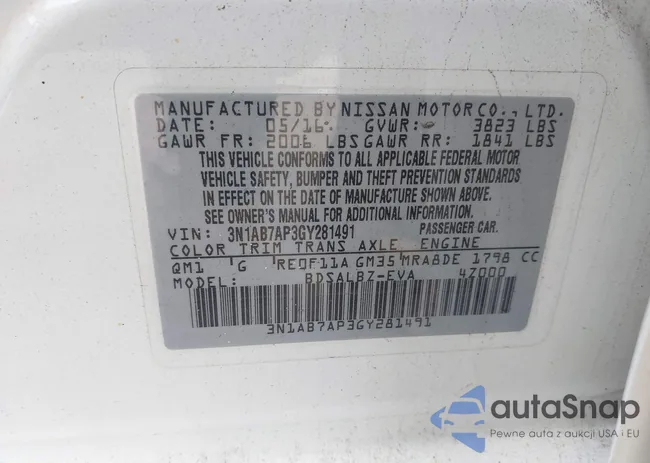 MANUFACTURED BY NISSAN MOTOR CO., LTD.
DATE: 05/16 GVWR: 3823 LBS
GAWR FR: 2006 LBS GAWR RR: 1841 LBS
THIS VEHICLE CONFORMS TO ALL APPLICABLE FEDERAL MOTOR
VEHICLE SAFETY, BUMPER AND THEFT PREVENTION STANDARDS
IN EFFECT ON THE DATE OF MANUFACTURE SHOWN ABOVE.
SEE OWNER'S MANUAL FOR ADDITIONAL INFORMATION.
VIN: 3N1AB7AP3GY281491 PASSENGER CAR.
COLOR TRIM TRANS AXLE ENGINE
QM1 G RE0F11A GM35 MRA8DE 1798 CC
MODEL: BDSALBZ-EVA 4Z000
3N1AB7AP3GY281491
autaSnap
Pewne auta z aukcji USA i EU